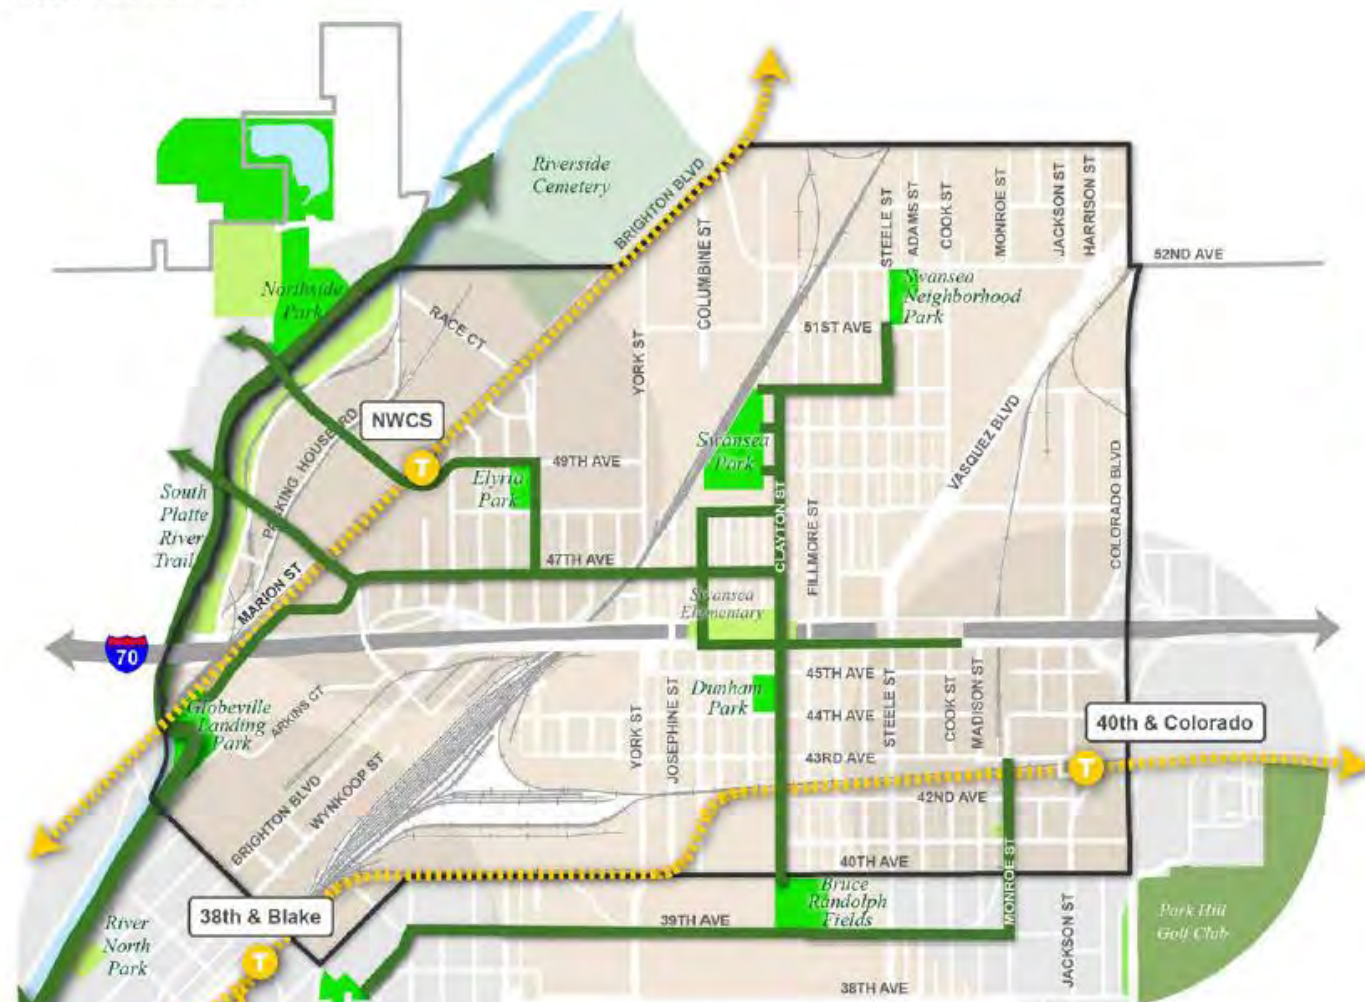 Riverside
Cemetery
BRIGHTON BLVD
COLUMBINE ST
STEELE ST
ADAMS ST
COOK ST
MONROE ST
JACKSON ST
HARRISON ST
52ND AVE
Northside
Park
RACE CT
YORK ST
Swansea
Neighborhood
Park
51ST AVE
NWCS
T
PACKING HOUSE RD
Elyria
Park
49TH AVE
Swansea
Park
VASQUEZ BLVD
COLORADO BLVD
South
Platte
River
Trail
CLAYTON ST
FILLMORE ST
47TH AVE
MARION ST
Swansea
Elementary
70
45TH AVE
Globeville
Landing
Park
ARKINS CT
Dunham
Park
44TH AVE
YORK ST
JOSEPHINE ST
STEELE ST
COOK ST
MADISON ST
40th & Colorado
43RD AVE
T
42ND AVE
BRIGHTON BLVD
WYNKOOP ST
40TH AVE
MONROE ST
Bruce
Randolph
Fields
38th & Blake
39TH AVE
River
North
Park
T
JACKSON ST
Park Hill
Golf Club
38TH AVE